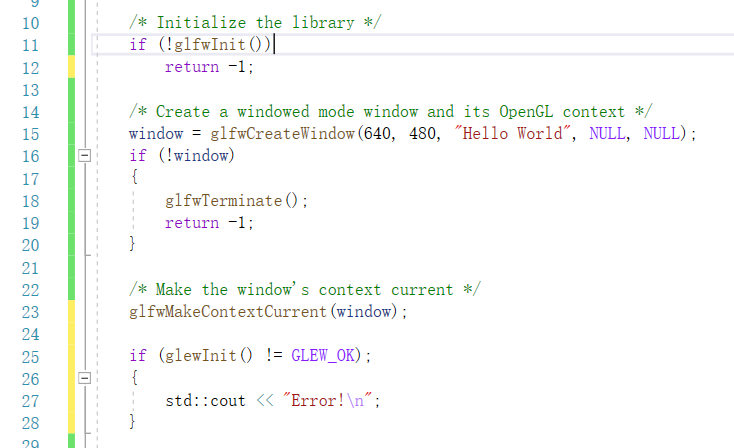 9
10 /* Initialize the library */
11 if (!glfwInit())
12 return -1;
13
14 /* Create a windowed mode window and its OpenGL context */
15 window = glfwCreateWindow(640, 480, "Hello World", NULL, NULL);
16 if (!window)
17 {
18 glfwTerminate();
19 return -1;
20 }
21
22 /* Make the window's context current */
23 glfwMakeContextCurrent(window);
24
25 if (glewInit() != GLEW_OK);
26 {
27 std::cout << "Error!\n";
28 }
29